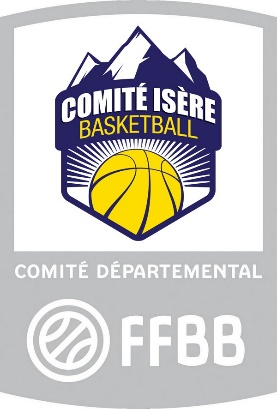 COMITÉ ISÈRE
BASKETBALL
COMITÉ DÉPARTEMENTAL
FFBB